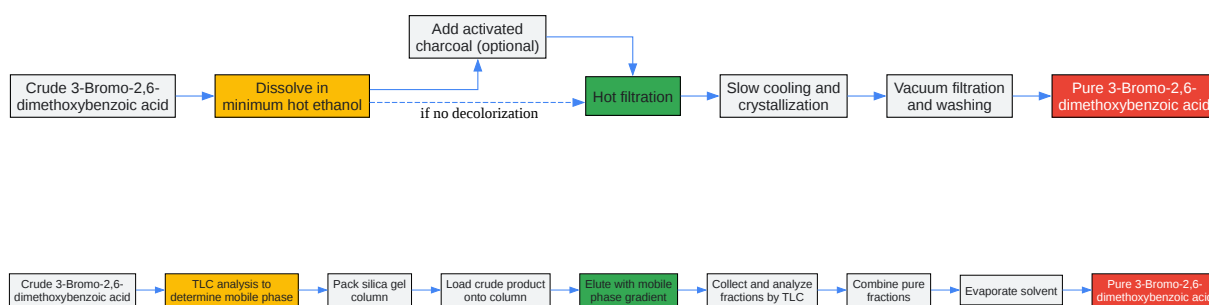 Add activated
charcoal (optional)
Crude 3-Bromo-2,6-
dimethoxybenzoic acid
Dissolve in
minimum hot ethanol
if no decolorization
Hot filtration
Slow cooling and
crystallization
Vacuum filtration
and washing
Pure 3-Bromo-2,6-
dimethoxybenzoic acid
Crude 3-Bromo-2,6-
dimethoxybenzoic acid
TLC analysis to
determine mobile phase
Pack silica gel
column
Load crude product
onto column
Elute with mobile
phase gradient
Collect and analyze
fractions by TLC
Combine pure
fractions
Evaporate solvent
Pure 3-Bromo-2,6-
dimethoxybenzoic acid